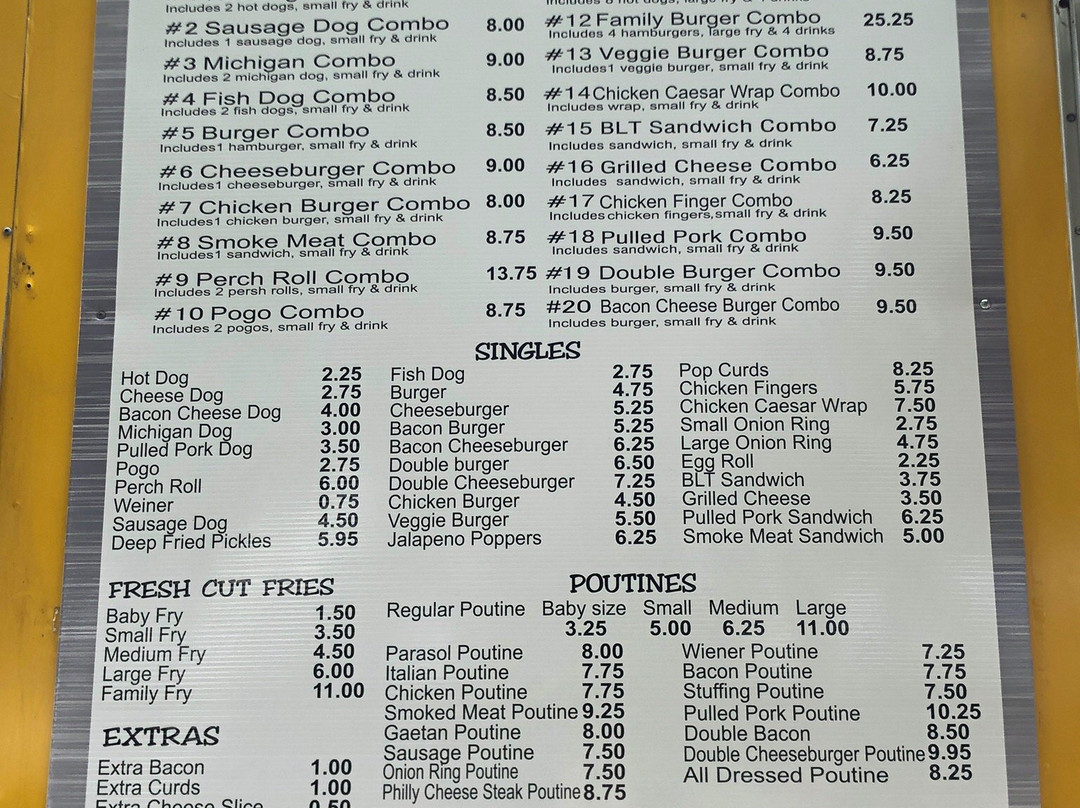 Includes 2 hot dogs, small fry & drink
#2 Sausage Dog Combo 8.00
Includes 1 sausage dog, small fry & drink
#3 Michigan Combo 9.00
Includes 2 michigan dog, small fry & drink
#4 Fish Dog Combo 8.50
Includes 2 fish dogs, small fry & drink
#5 Burger Combo 8.50
Includes1 hamburger, small fry & drink
#6 Cheeseburger Combo 9.00
Includes1 cheeseburger, small fry & drink
#7 Chicken Burger Combo 8.00
Includes1 chicken burger, small fry & drink
#8 Smoke Meat Combo 8.75
Includes1 sandwich, small fry & drink
#9 Perch Roll Combo 13.75
Includes 2 persh rolls, small fry & drink
#10 Pogo Combo 8.75
Includes 2 pogos, small fry & drink
#12 Family Burger Combo 25.25
Includes 4 hamburgers, large fry & 4 drinks
#13 Veggie Burger Combo 8.75
Includes1 veggie burger, small fry & drink
#14 Chicken Caesar Wrap Combo 10.00
Includes wrap, small fry & drink
#15 BLT Sandwich Combo 7.25
Includes sandwich, small fry & drink
#16 Grilled Cheese Combo 6.25
Includes sandwich, small fry & drink
#17 Chicken Finger Combo 8.25
Includes chicken fingers, small fry & drink
#18 Pulled Pork Combo 9.50
Includes sandwich, small fry & drink
#19 Double Burger Combo 9.50
Includes burger, small fry & drink
#20 Bacon Cheese Burger Combo 9.50
Includes burger, small fry & drink
SINGLES
Hot Dog 2.25
Cheese Dog 2.75
Bacon Cheese Dog 4.00
Michigan Dog 3.00
Pulled Pork Dog 3.50
Pogo 2.75
Perch Roll 6.00
Weiner 0.75
Sausage Dog 4.50
Deep Fried Pickles 5.95
Fish Dog 2.75
Burger 4.75
Cheeseburger 5.25
Bacon Burger 5.25
Bacon Cheeseburger 6.25
Double burger 6.50
Double Cheeseburger 7.25
Chicken Burger 4.50
Veggie Burger 5.50
Jalapeno Poppers 6.25
Pop Curds 8.25
Chicken Fingers 5.75
Chicken Caesar Wrap 7.50
Small Onion Ring 2.75
Large Onion Ring 4.75
Egg Roll 2.25
BLT Sandwich 3.75
Grilled Cheese 3.50
Pulled Pork Sandwich 6.25
Smoke Meat Sandwich 5.00
FRESH CUT FRIES
Baby Fry 1.50
Small Fry 3.50
Medium Fry 4.50
Large Fry 6.00
Family Fry 11.00
EXTRAS
Extra Bacon 1.00
Extra Curds 1.00
Extra Cheese Slice 0.50
POUTINES
Regular Poutine Baby size Small Medium Large
3.25 5.00 6.25 11.00
Parasol Poutine 8.00
Italian Poutine 7.75
Chicken Poutine 7.75
Smoked Meat Poutine 9.25
Gaetan Poutine 8.00
Sausage Poutine 7.50
Onion Ring Poutine 7.50
Philly Cheese Steak Poutine 8.75
Wiener Poutine 7.25
Bacon Poutine 7.75
Stuffing Poutine 7.50
Pulled Pork Poutine 10.25
Double Bacon 8.50
Double Cheeseburger Poutine 9.95
All Dressed Poutine 8.25